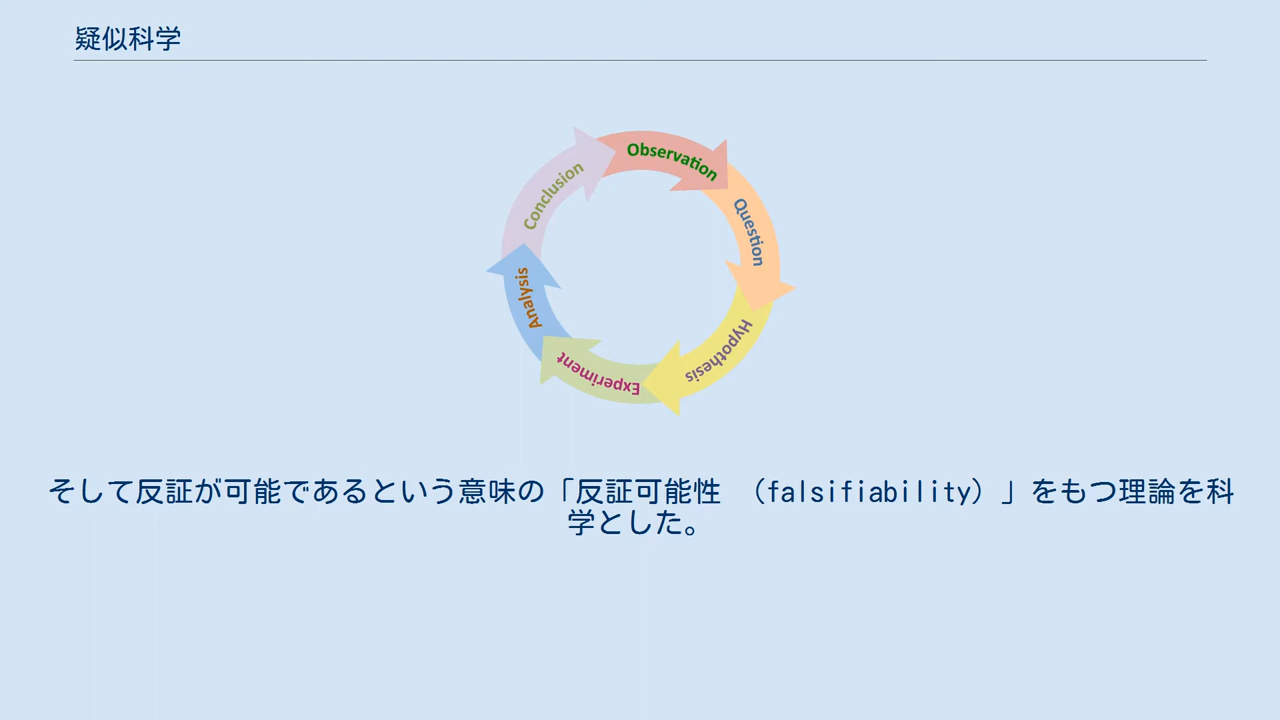 疑似科学
Observation
Question
Hypothesis
Experiment
Analysis
Conclusion
そして反証が可能であるという意味の「反証可能性 （falsifiability）」をもつ理論を科
学とした。